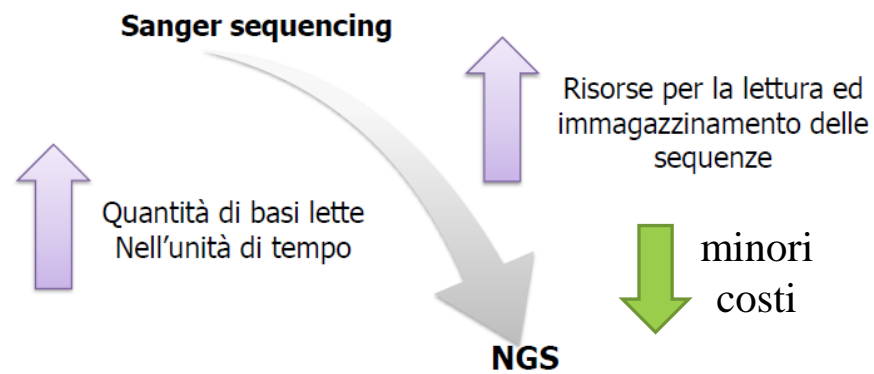 Sanger sequencing
Risorse per la lettura ed
immagazzinamento delle
sequenze
Quantità di basi lette
Nell'unità di tempo
minori
costi
NGS